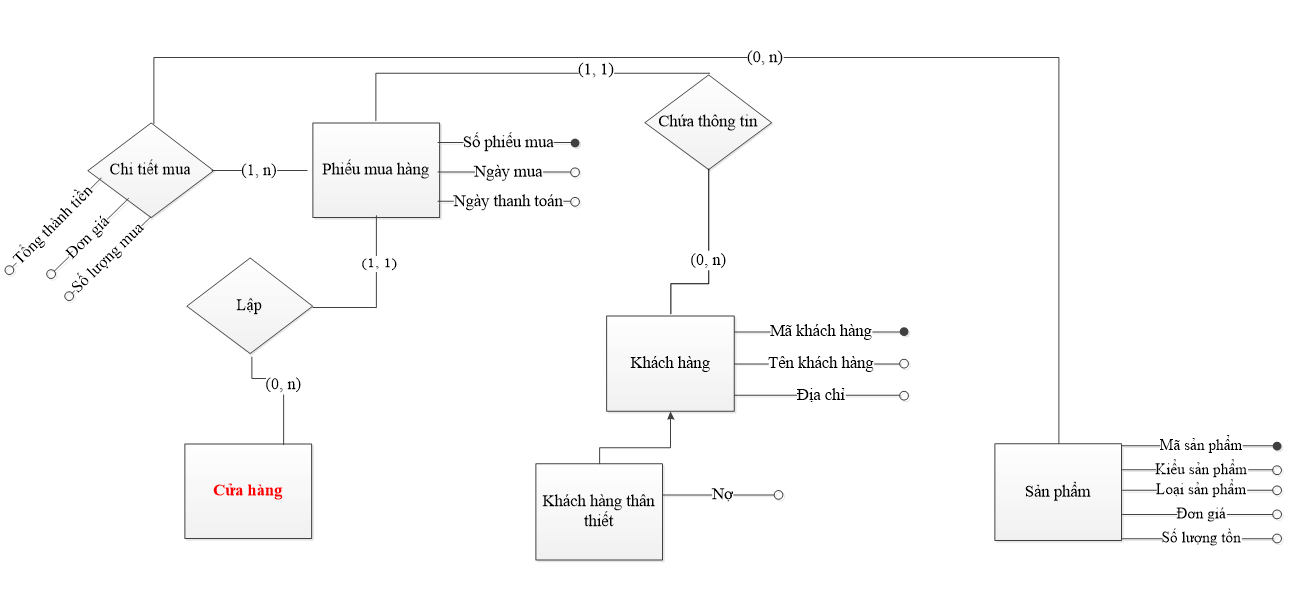 (0, n)
(1, 1)
Chi tiết mua
(1, n)
Phiếu mua hàng
Số phiếu mua
Ngày mua
Ngày thanh toán
Chứa thông tin
Tổng thành tiền
Đơn giá
Số lượng mua
(1, 1)
Lập
(0, n)
(0, n)
Khách hàng
Mã khách hàng
Tên khách hàng
Địa chỉ
Cửa hàng
Khách hàng thân
thiết
Nợ
Sản phẩm
Mã sản phẩm
Kiểu sản phẩm
Loại sản phẩm
Đơn giá
Số lượng tồn